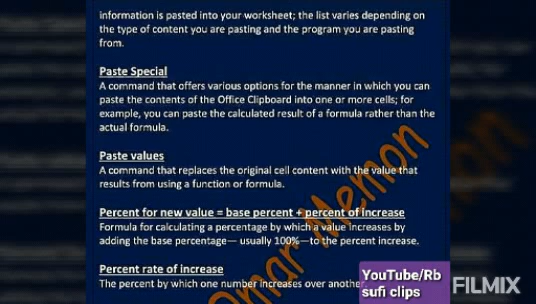 information is pasted into your worksheet; the list varies depending on
the type of content you are pasting and the program you are pasting
from.
Paste Special
A command that offers various options for the manner in which you can
paste the contents of the Office Clipboard into one or more cells; for
example, you can paste the calculated result of a formula rather than the
actual formula.
Paste values
A command that replaces the original cell content with the value that
results from using a function or formula.
Percent for new value = base percent + percent of increase
Formula for calculating a percentage by which a value increases by
adding the base percentage— usually 100%—to the percent increase.
Percent rate of increase
The percent by which one number increases over another
Omar Memon
YouTube/Rb
sufi clips
FILMIX